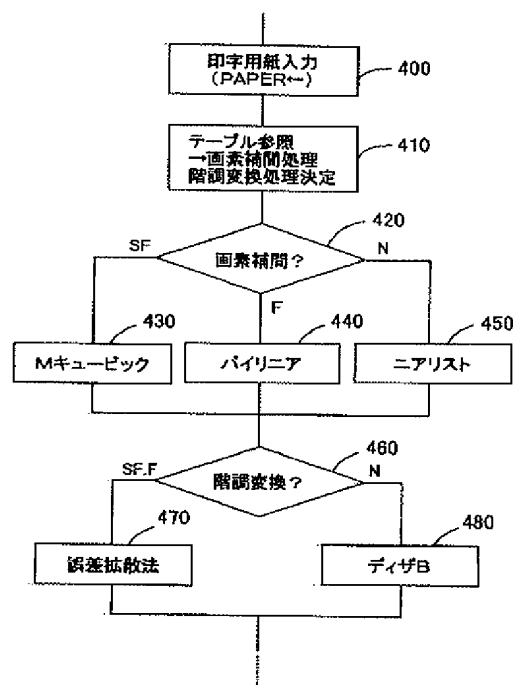 印字用紙入力
(PAPER←)
400
テーブル参照
→画素補間処理
階調変換処理決定
410
420
SF
画素補間?
N
F
430
440
450
Mキュービック
バイリニア
ニアリスト
460
SF,F
階調変換?
N
470
480
誤差拡散法
ディザB